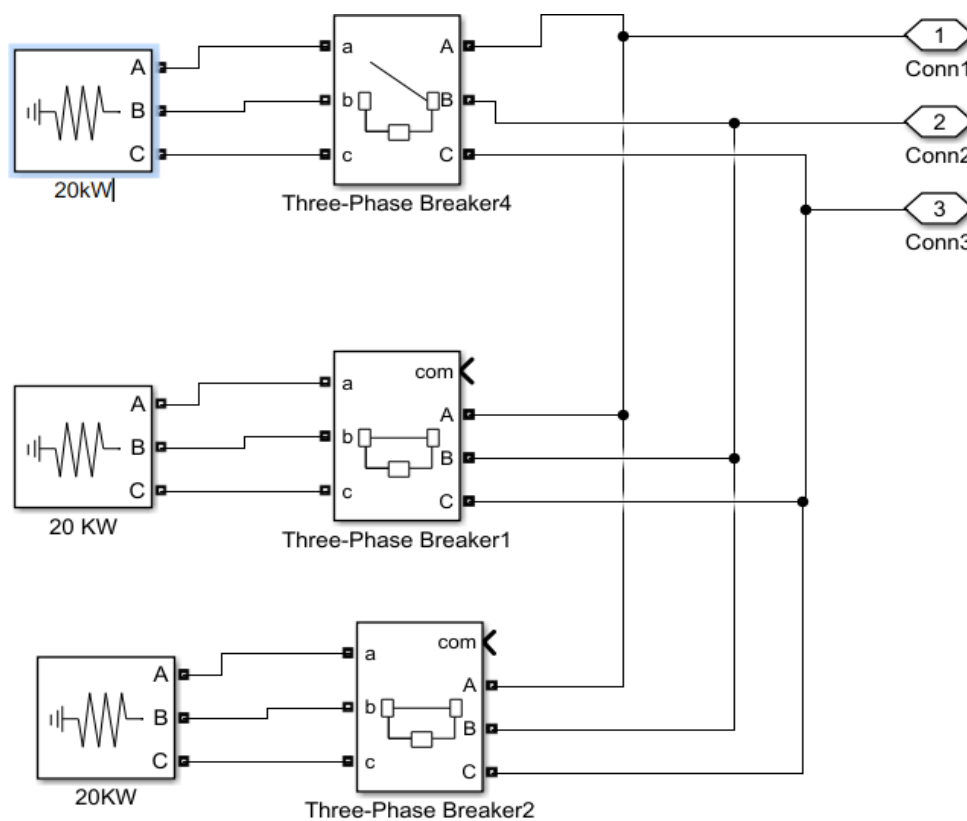 A
B
C
20kW
a
b
c
A
B
C
Three-Phase Breaker4
1
Conn1
2
Conn2
3
Conn3
A
B
C
20 KW
a
b
c
com
A
B
C
Three-Phase Breaker1
A
B
C
20KW
a
b
c
com
A
B
C
Three-Phase Breaker2